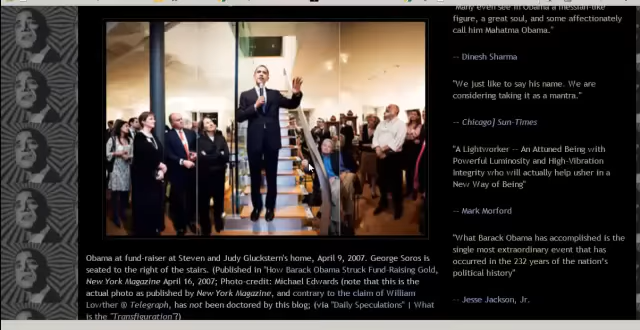 "Many even see in Obama a messiah-like
figure, a great soul, and some affectionately
call him Mahatma Obama."
-- Dinesh Sharma
"We just like to say his name. We are
considering taking it as a mantra."
-- Chicago] Sun-Times
"A Lightworker -- An Attuned Being with
Powerful Luminosity and High-Vibration
Integrity who will actually help usher in a
New Way of Being"
-- Mark Morford
"What Barack Obama has accomplished is the
single most extraordinary event that has
occurred in the 232 years of the nation's
political history"
-- Jesse Jackson, Jr.
Obama at fund-raiser at Steven and Judy Gluckstern's home, April 9, 2007. George Soros is
seated to the right of the stairs. (Published in "How Barack Obama Struck Fund-Raising Gold,
New York Magazine April 16, 2007; Photo-credit: Michael Edwards (note that this is the
actual photo as published by New York Magazine, and contrary to the claim of William
Lowther @ Telegraph, has not been doctored by this blog; (via "Daily Speculations" | What
is the "Transfiguration"?)